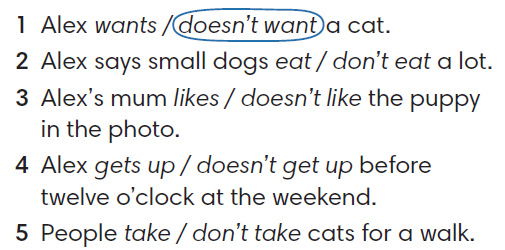 1 Alex wants / doesn't want a cat.
2 Alex says small dogs eat / don't eat a lot.
3 Alex's mum likes / doesn't like the puppy
in the photo.
4 Alex gets up / doesn't get up before
twelve o'clock at the weekend.
5 People take / don't take cats for a walk.